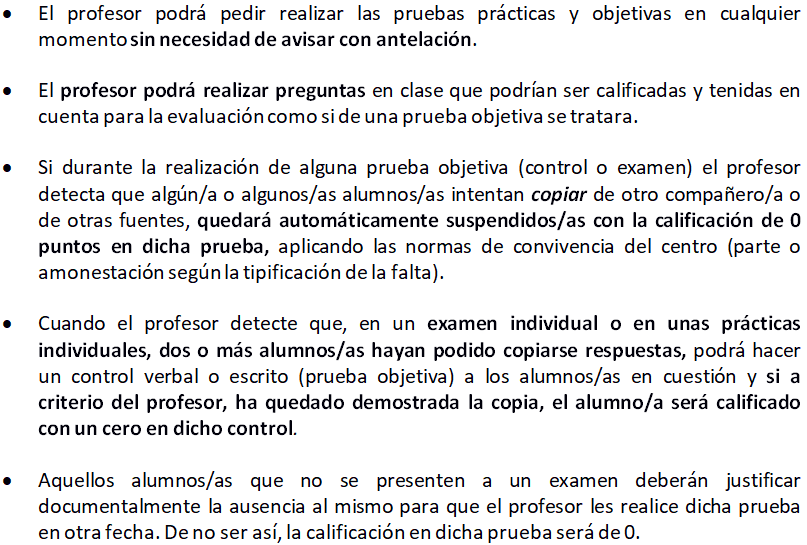 • El profesor podrá pedir realizar las pruebas prácticas y objetivas en cualquier
momento sin necesidad de avisar con antelación.
• El profesor podrá realizar preguntas en clase que podrían ser calificadas y tenidas en
cuenta para la evaluación como si de una prueba objetiva se tratara.
• Si durante la realización de alguna prueba objetiva (control o examen) el profesor
detecta que algún/a o algunos/as alumnos/as intentan copiar de otro compañero/a o
de otras fuentes, quedará automáticamente suspendidos/as con la calificación de 0
puntos en dicha prueba, aplicando las normas de convivencia del centro (parte o
amonestación según la tipificación de la falta).
• Cuando el profesor detecte que, en un examen individual o en unas prácticas
individuales, dos o más alumnos/as hayan podido copiarse respuestas, podrá hacer
un control verbal o escrito (prueba objetiva) a los alumnos/as en cuestión y si a
criterio del profesor, ha quedado demostrada la copia, el alumno/a será calificado
con un cero en dicho control.
• Aquellos alumnos/as que no se presenten a un examen deberán justificar
documentalmente la ausencia al mismo para que el profesor les realice dicha prueba
en otra fecha. De no ser así, la calificación en dicha prueba será de 0.